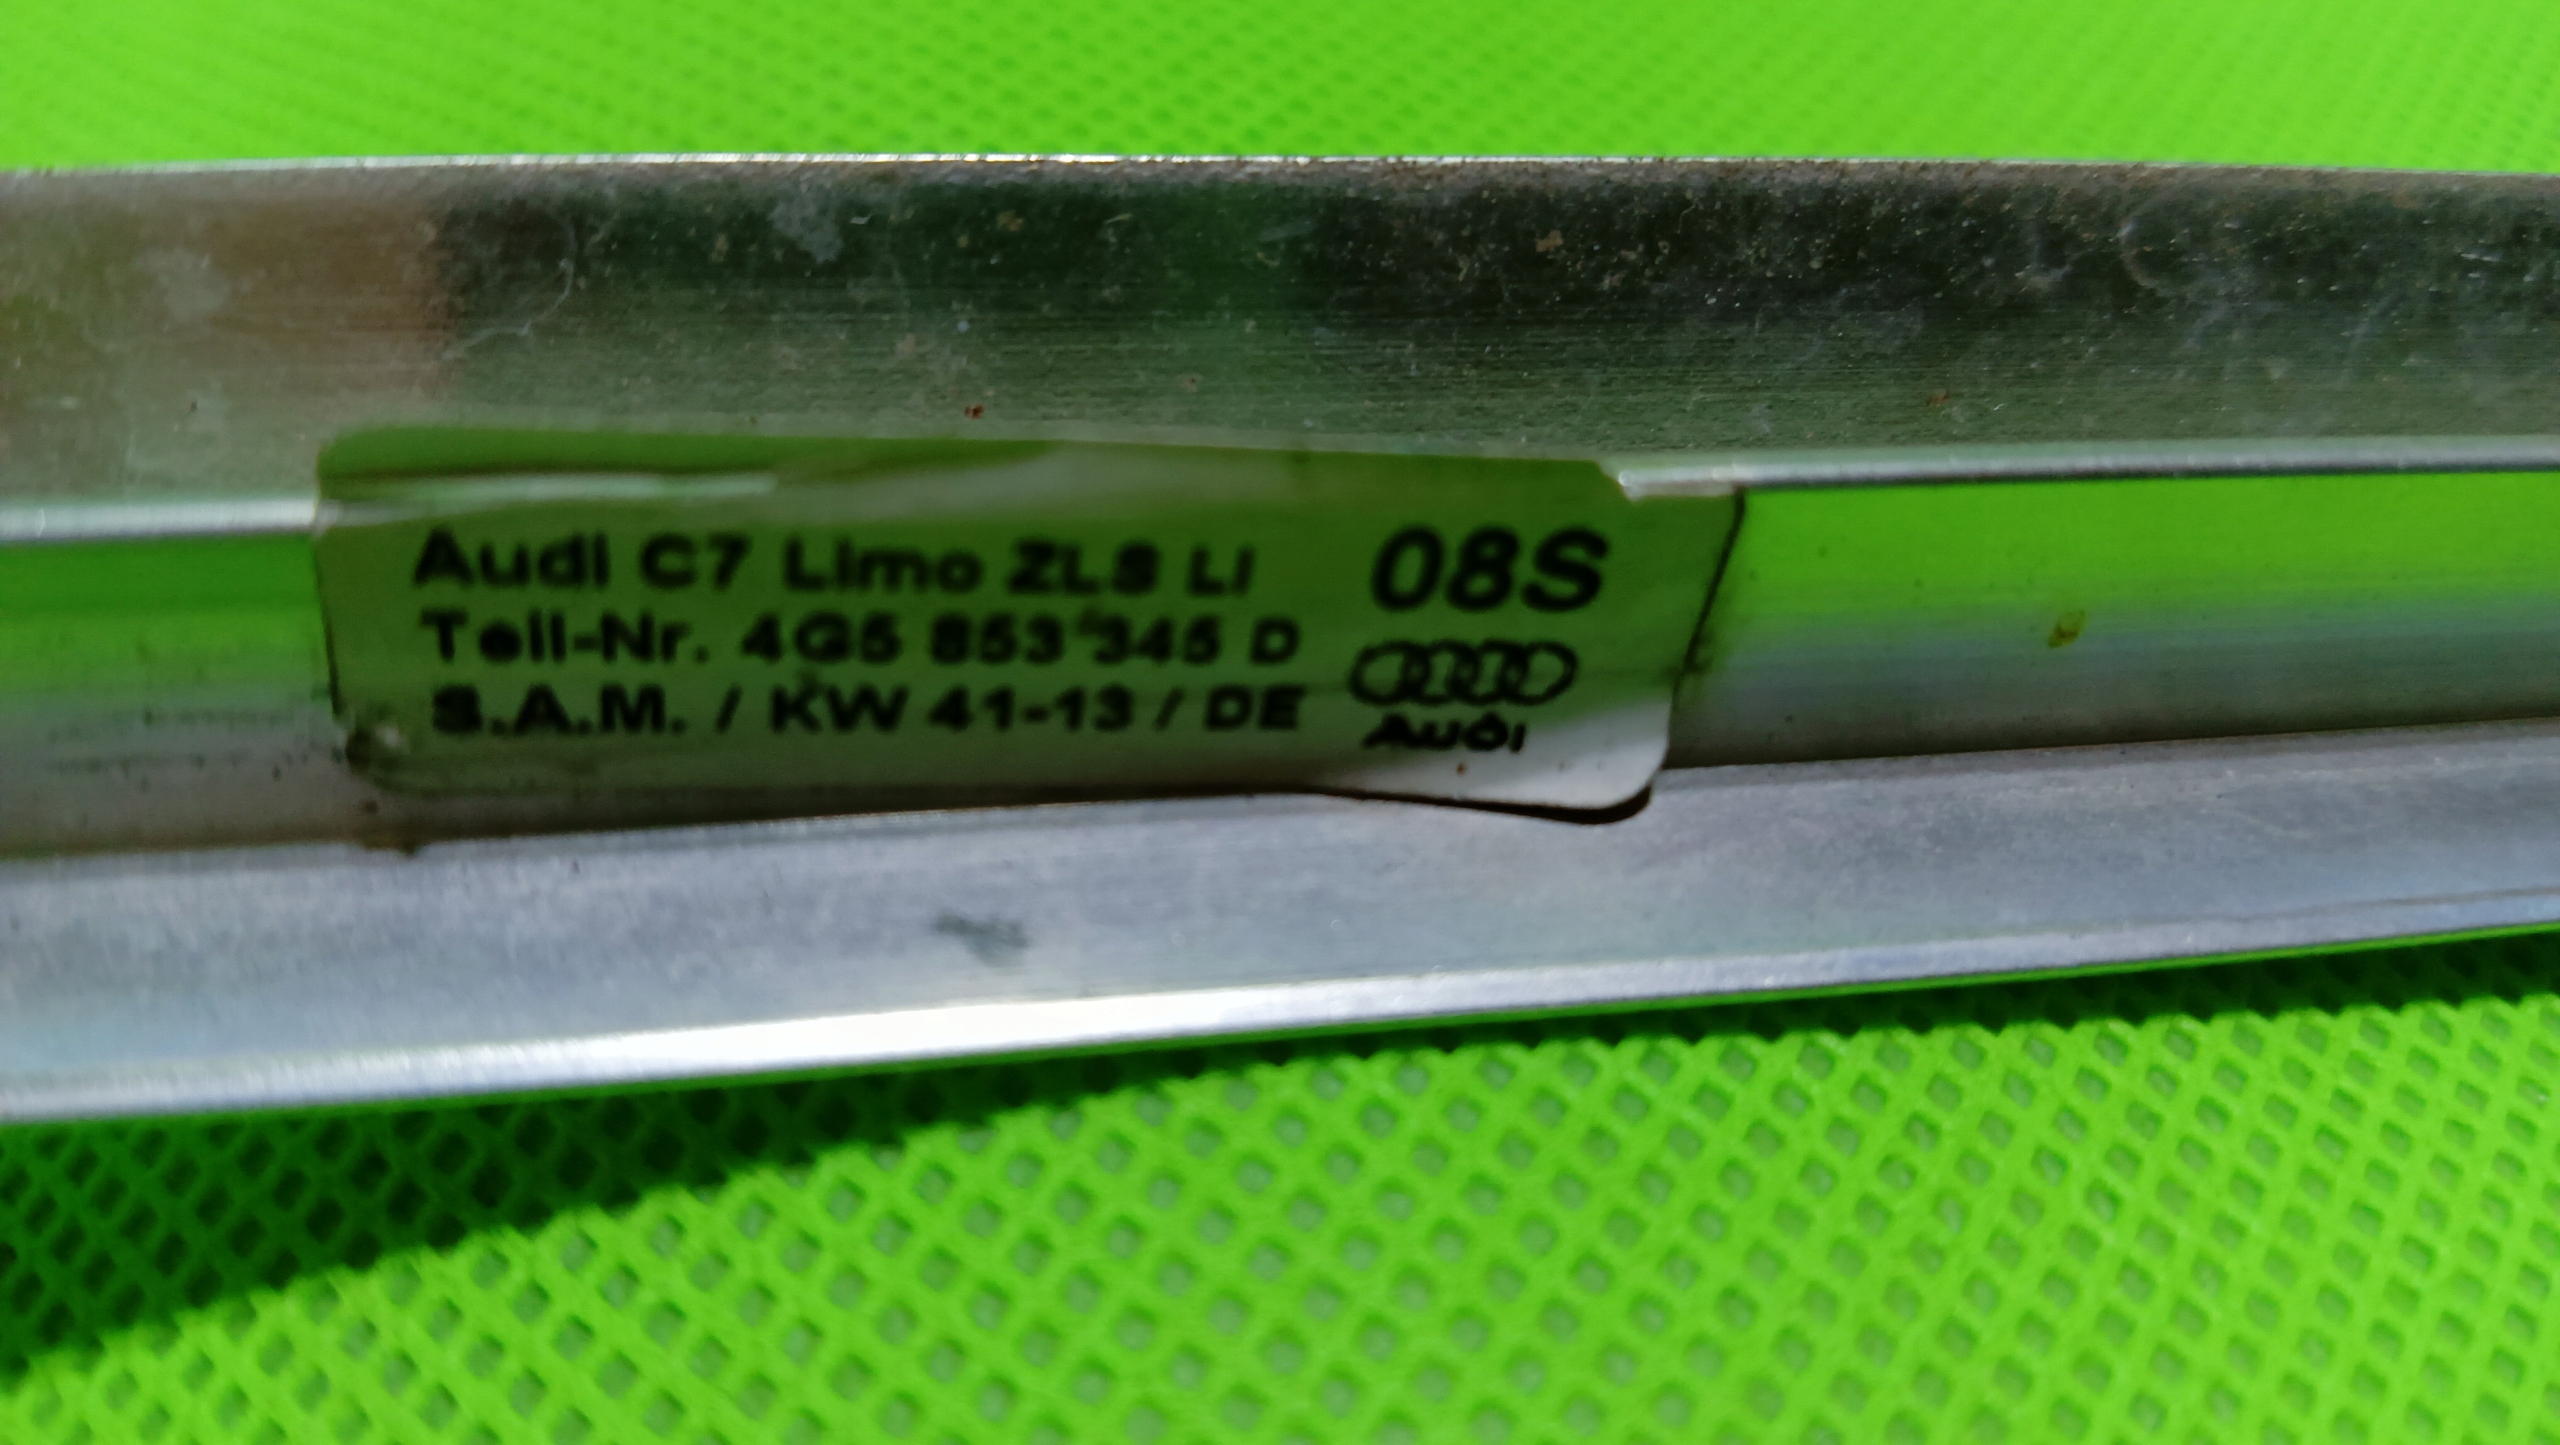 Audi C7 Limo ZLS LI 08S
Teil-Nr. 4G5 853 345 D
S.A.M. / KW 41-13 / DE
Audi